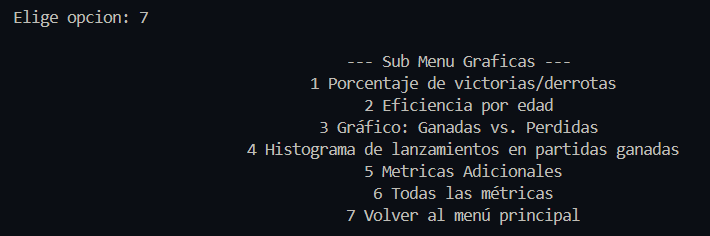 Elige opcion: 7
--- Sub Menu Graficas ---
1 Porcentaje de victorias/derrotas
2 Eficiencia por edad
3 Gráfico: Ganadas vs. Perdidas
4 Histograma de lanzamientos en partidas ganadas
5 Metricas Adicionales
6 Todas las métricas
7 Volver al menú principal